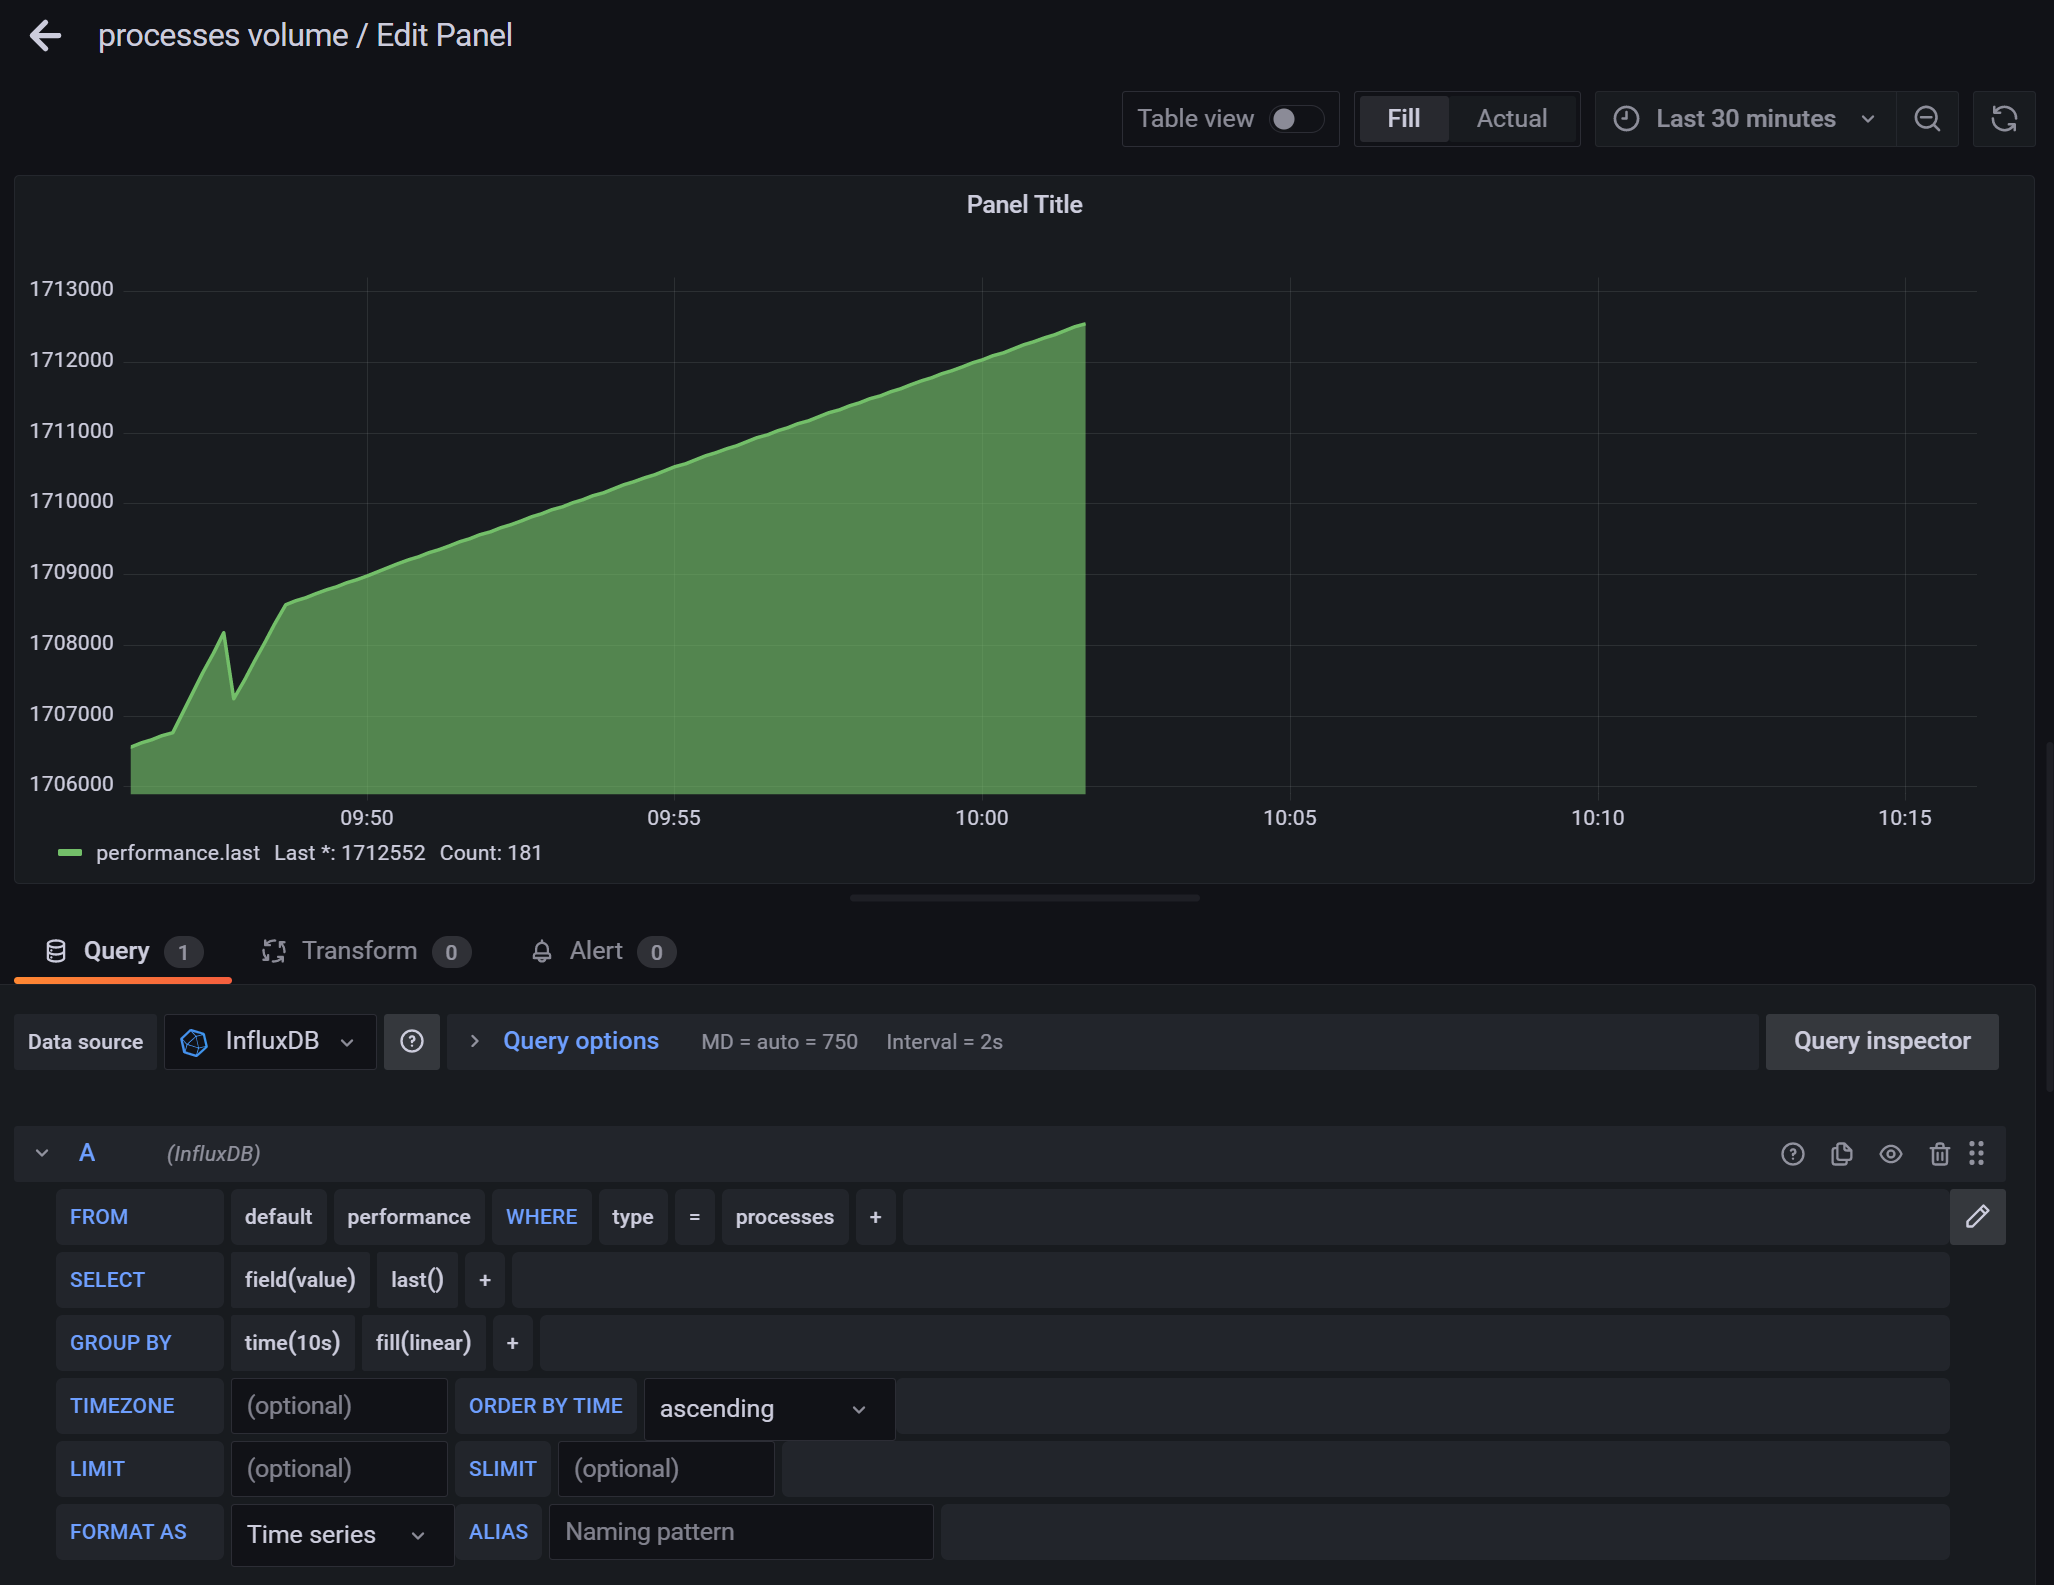 processes volume / Edit Panel
Table view Fill Actual Last 30 minutes
Panel Title
1713000
1712000
1711000
1710000
1709000
1708000
1707000
1706000
09:50 09:55 10:00 10:05 10:10 10:15
performance.last Last *: 1712552 Count: 181
Query 1 Transform 0 Alert 0
Data source InfluxDB Query options MD = auto = 750 Interval = 2s Query inspector
A (InfluxDB)
FROM default performance WHERE type = processes +
SELECT field(value) last() +
GROUP BY time(10s) fill(linear) +
TIMEZONE (optional) ORDER BY TIME ascending
LIMIT (optional) SLIMIT (optional)
FORMAT AS Time series ALIAS Naming pattern